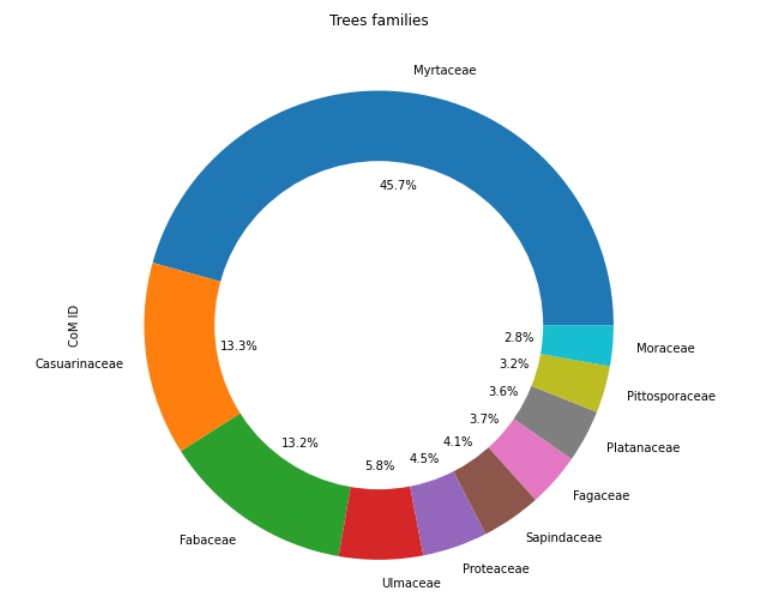 Trees families
Myrtaceae
45.7%
CoM ID
Casuarinaceae
13.3%
Fabaceae
13.2%
Ulmaceae
5.8%
Proteaceae
4.5%
Sapindaceae
4.1%
Fagaceae
3.7%
Platanaceae
3.6%
Pittosporaceae
3.2%
Moraceae
2.8%